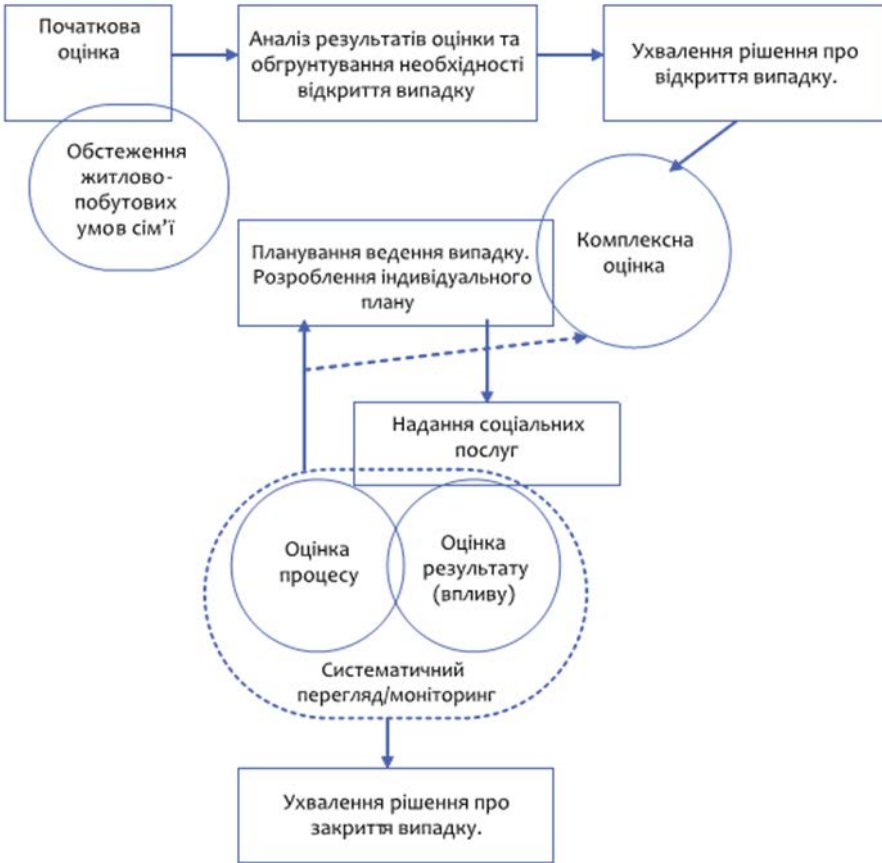 Початкова
оцінка
Аналіз результатів оцінки та
обгрунтування необхідності
відкриття випадку
Ухвалення рішення про
відкриття випадку.
Обстеження
житлово-
побутових
умов сім’ї
Комплексна
оцінка
Планування ведення випадку.
Розроблення індивідуального
плану
Надання соціальних
послуг
Оцінка
процесу
Оцінка
результату
(впливу)
Систематичний
перегляд/моніторинг
Ухвалення рішення про
закриття випадку.